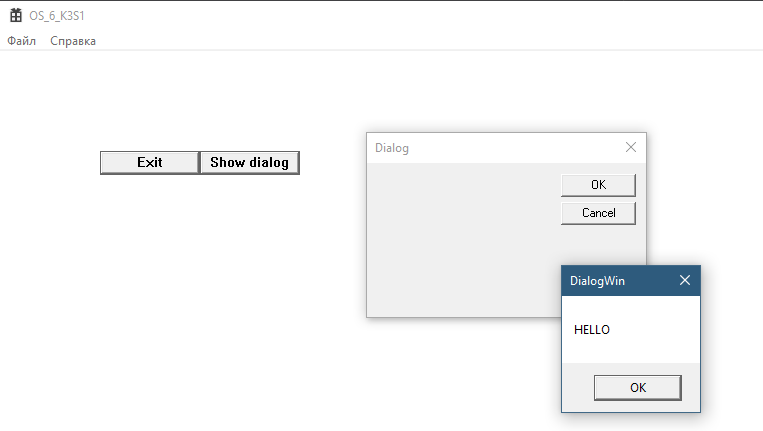 OS_6_K3S1
Файл Справка
Exit Show dialog
Dialog
OK
Cancel
DialogWin
HELLO
OK